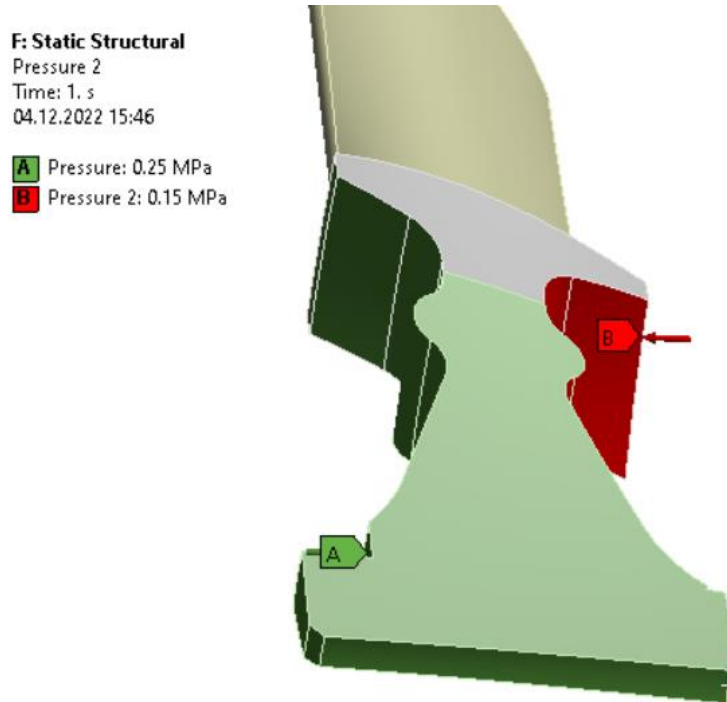 F: Static Structural
Pressure 2
Time: 1. s
04.12.2022 15:46
A Pressure: 0.25 MPa
B Pressure 2: 0.15 MPa
B
A